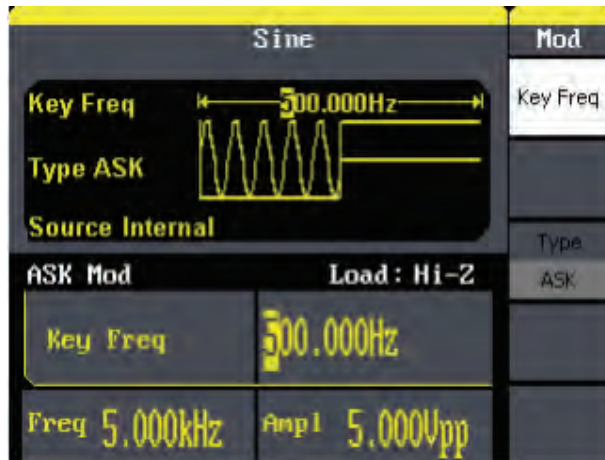 Sine
Mod
Key Freq
500.000Hz
Key Freq
Type ASK
Source Internal
Type
ASK
ASK Mod
Load: Hi-Z
Key Freq
500.000Hz
Freq 5.000kHz
Ampl 5.000Vpp